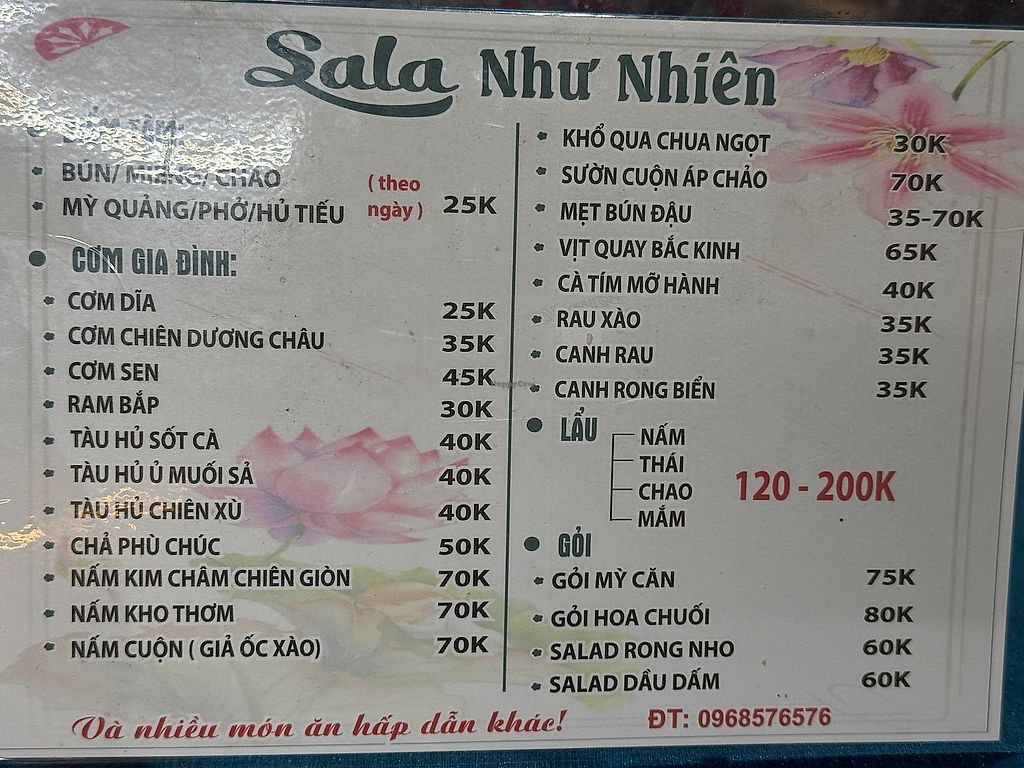 Sala Như Nhiên
BÚN/ MIẾNG/ CHÁO
( theo
MỲ QUẢNG/PHỞ/HỦ TIẾU
ngày )
25K
CƠM GIA ĐÌNH:
CƠM DĨA 25K
CƠM CHIÊN DƯƠNG CHÂU 35K
CƠM SEN 45K
RAM BẮP 30K
TÀU HỦ SỐT CÀ 40K
TÀU HỦ Ủ MUỐI SẢ 40K
TÀU HỦ CHIÊN XÙ 40K
CHẢ PHÙ CHÚC 50K
NẤM KIM CHÂM CHIÊN GIÒN 70K
NẤM KHO THƠM 70K
NẤM CUỘN ( GIẢ ỐC XÀO) 70K
KHỔ QUA CHUA NGỌT 30K
SƯỜN CUỘN ÁP CHẢO 70K
MẸT BÚN ĐẬU 35-70K
VỊT QUAY BẮC KINH 65K
CÀ TÍM MỠ HÀNH 40K
RAU XÀO 35K
CANH RAU 35K
CANH RONG BIỂN 35K
LẨU
NẤM
THÁI
CHAO
MẮM
120 - 200K
GỎI
GỎI MỲ CĂN 75K
GỎI HOA CHUỐI 80K
SALAD RONG NHO 60K
SALAD DẦU DẤM 60K
Và nhiều món ăn hấp dẫn khác!
ĐT: 0968576576